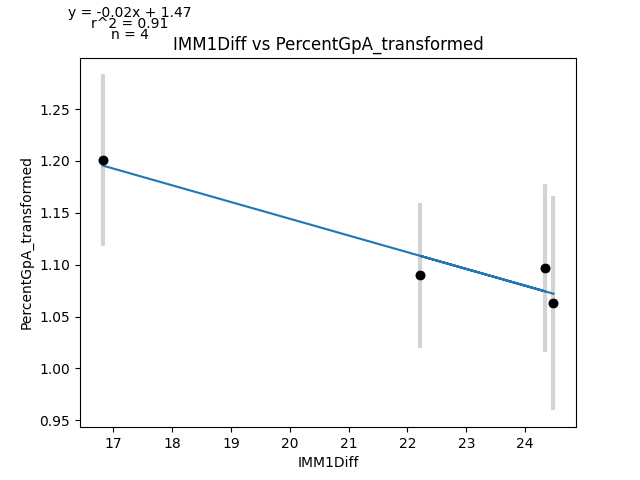 y = -0.02x + 1.47
r^2 = 0.91
n = 4
IMM1Diff vs PercentGpA_transformed
PercentGpA_transformed
1.25
1.20
1.15
1.10
1.05
1.00
0.95
17 18 19 20 21 22 23 24
IMM1Diff